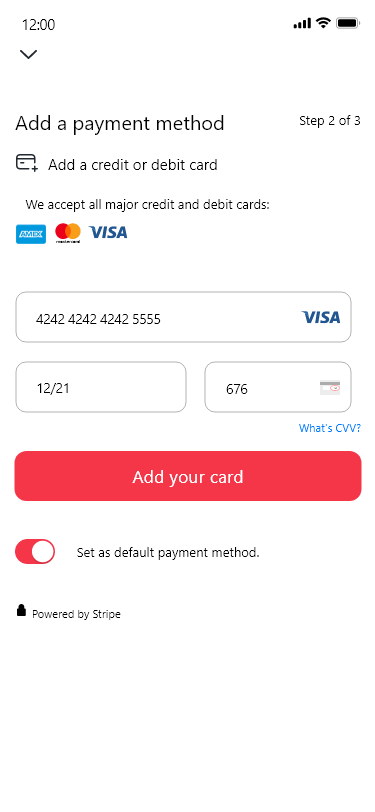 12:00
Add a payment method
Step 2 of 3
Add a credit or debit card
We accept all major credit and debit cards:
AMEX mastercard VISA
4242 4242 4242 5555 VISA
12/21
676
What's CVV?
Add your card
Set as default payment method.
Powered by Stripe